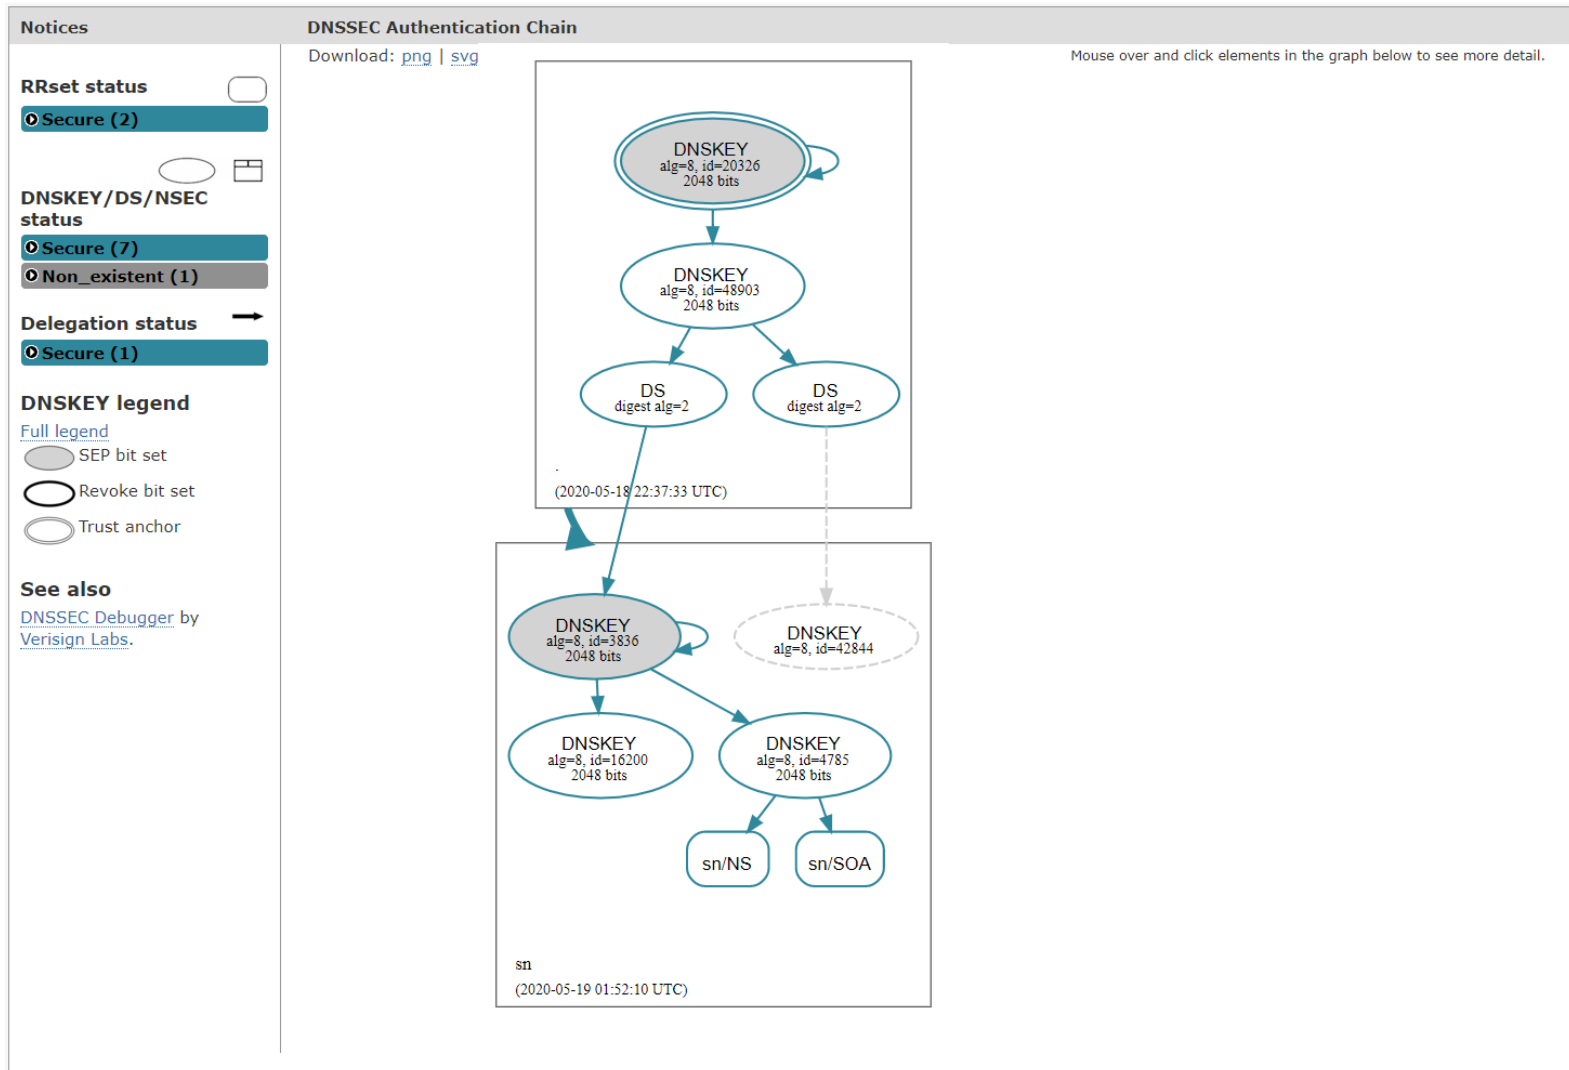 Notices
DNSSEC Authentication Chain
Download: png | svg
Mouse over and click elements in the graph below to see more detail.
RRset status
Secure (2)
DNSKEY/DS/NSEC
status
Secure (7)
Non_existent (1)
Delegation status
Secure (1)
DNSKEY legend
Full legend
SEP bit set
Revoke bit set
Trust anchor
See also
DNSSEC Debugger by
Verisign Labs.
DNSKEY
alg=8, id=20326
2048 bits
DNSKEY
alg=8, id=48903
2048 bits
DS
digest alg=2
DS
digest alg=2
.
(2020-05-18 22:37:33 UTC)
DNSKEY
alg=8, id=3836
2048 bits
DNSKEY
alg=8, id=42844
DNSKEY
alg=8, id=16200
2048 bits
DNSKEY
alg=8, id=4785
2048 bits
sn/NS
sn/SOA
sn
(2020-05-19 01:52:10 UTC)